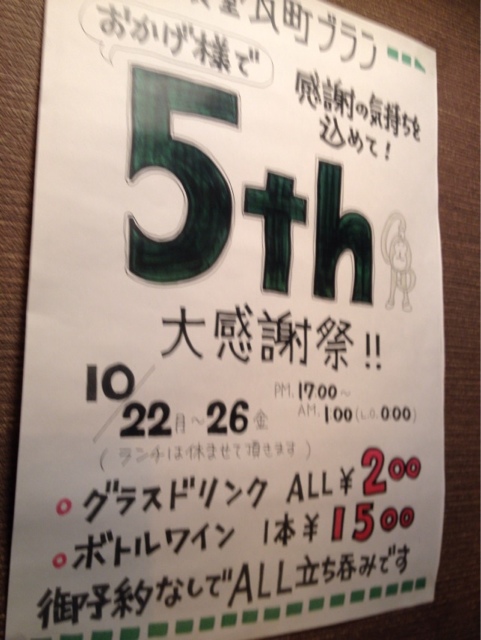 良町ブラン
おかげ様で
感謝の気持ちを
込めて!
5th
大感謝祭!!
10/22月~26金
PM.17:00~
AM.1:00(L.O.0:00)
(ランチは休ませて頂きます)
グラスドリンク ALL¥200
ボトルワイン 1本¥1500
御予約なしでALL立ち呑みです